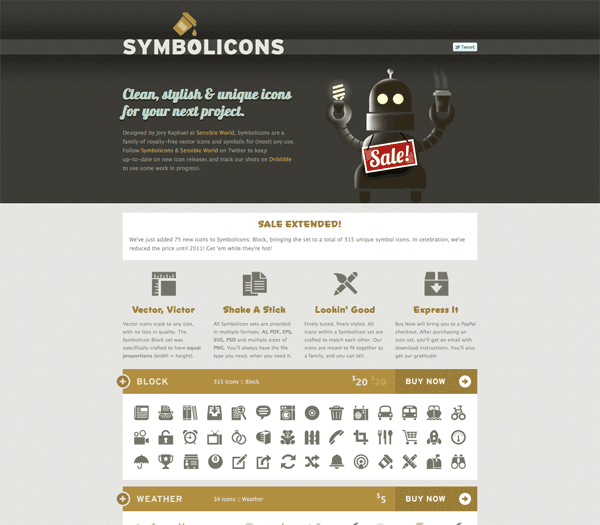 SYMBOLICONS
Tweet
Clean, stylish & unique icons
for your next project.
Designed by Jory Raphael at Sensible World, Symbolicons are a
family of royalty-free vector icons and symbols for (most) any use.
Follow Symbolicons & Sensible World on Twitter to keep
up-to-date on new icon releases and track our shots on Dribbble
to see some work in progress.
Sale!
SALE EXTENDED!
We've just added 75 new icons to Symbolicons: Block, bringing the set to a total of 315 unique symbol icons. In celebration, we've
reduced the price until 2011! Get 'em while they're hot!
Vector, Victor
Vector icons scale to any size,
with no loss in quality. The
Symbolicon Block set was
specifically crafted to have equal
proportions (width = height).
Shake A Stick
All Symbolicon sets are provided
in multiple formats: AI, PDF, EPS,
SVG, PSD and multiple sizes of
PNG. You'll always have the file
type you need, when you need it.
Lookin' Good
Finely tuned, finely styled. All
icons within a Symbolicon set are
crafted to match each other. Our
icons are meant to fit together as
a family, and you can tell.
Express It
Buy Now will bring you to a PayPal
checkout. After purchasing an
icon set, you'll get an email with
download instructions. You'll also
get our gratitude!
BLOCK 315 Icons :: Block $20 $29 BUY NOW
WEATHER 34 Icons :: Weather $5 BUY NOW